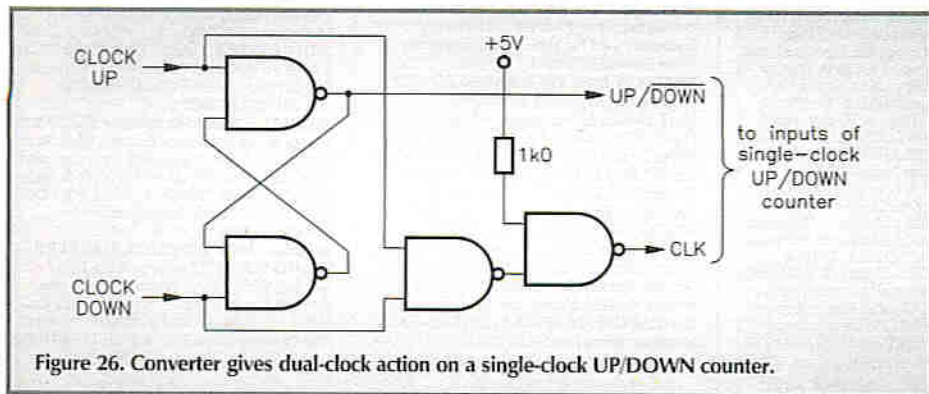 CLOCK
UP
+5V
UP/D̅O̅W̅N̅
1k0
to inputs of
single-clock
UP/DOWN
counter
CLK
CLOCK
DOWN
Figure 26. Converter gives dual-clock action on a single-clock UP/DOWN counter.